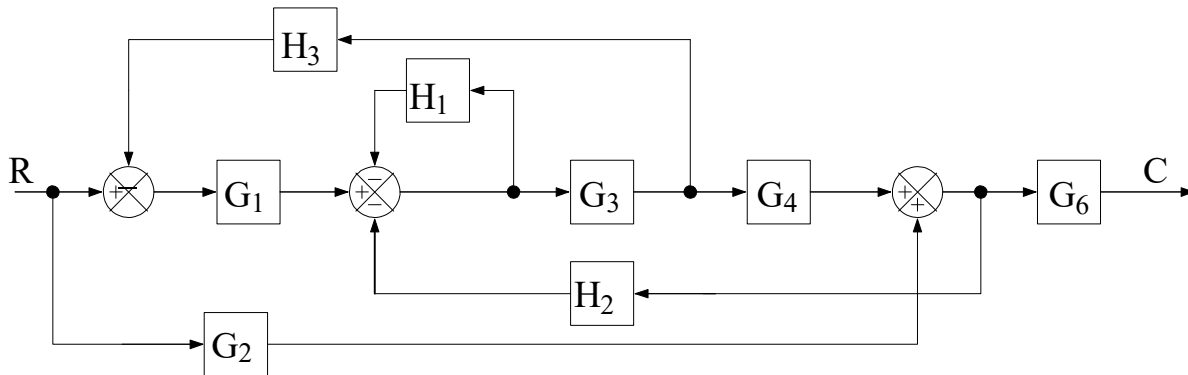 H₃
H₁
R
+
−
G₁
+
−
−
G₃
G₄
+
+
G₆
C
H₂
G₂